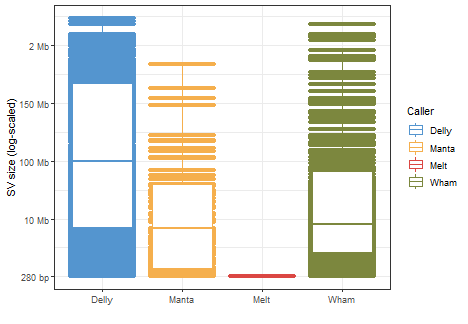 SV size (log-scaled)
2 Mb
150 Mb
100 Mb
10 Mb
280 bp
Delly
Manta
Melt
Wham
Caller
Delly
Manta
Melt
Wham